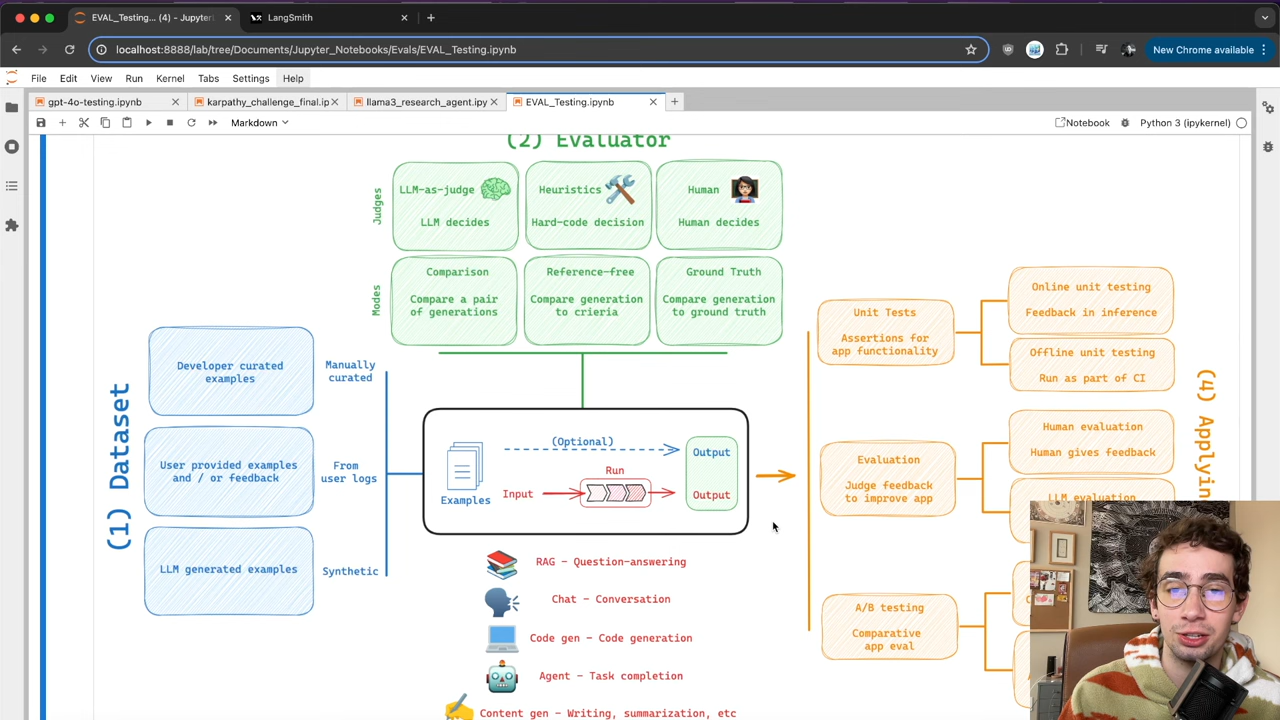 EVAL_Testing... (4) - Jupyter
LangSmith
localhost:8888/lab/tree/Documents/Jupyter_Notebooks/Evals/EVAL_Testing.ipynb
New Chrome available
File Edit View Run Kernel Tabs Settings Help
gpt-4o-testing.ipynb
karpathy_challenge_final.ip
llama3_research_agent.ipy
EVAL_Testing.ipynb
Markdown
Notebook
Python 3 (ipykernel)
(2) Evaluator
Judges
LLM-as-judge
LLM decides
Heuristics
Hard-code decision
Human
Human decides
Modes
Comparison
Compare a pair
of generations
Reference-free
Compare generation
to crieria
Ground Truth
Compare generation
to ground truth
(1) Dataset
Developer curated
examples
Manually
curated
User provided examples
and / or feedback
From
user logs
LLM generated examples
Synthetic
Examples
(Optional)
Output
Run
Input
Output
RAG - Question-answering
Chat - Conversation
Code gen - Code generation
Agent - Task completion
Content gen - Writing, summarization, etc
Unit Tests
Assertions for
app functionality
Online unit testing
Feedback in inference
Offline unit testing
Run as part of CI
Evaluation
Judge feedback
to improve app
Human evaluation
Human gives feedback
LLM evaluation
A/B testing
Comparative
app eval
(4) Applyin